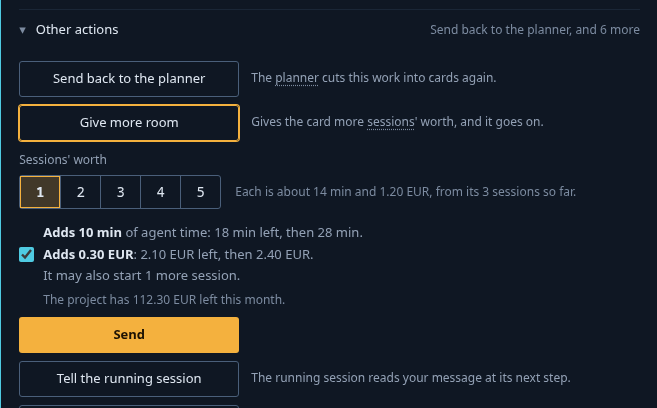 ▾ Other actions Send back to the planner, and 6 more
Send back to the planner The planner cuts this work into cards again.
Give more room Gives the card more sessions' worth, and it goes on.
Sessions' worth
1 2 3 4 5 Each is about 14 min and 1.20 EUR, from its 3 sessions so far.
Adds 10 min of agent time: 18 min left, then 28 min.
Adds 0.30 EUR: 2.10 EUR left, then 2.40 EUR.
It may also start 1 more session.
The project has 112.30 EUR left this month.
Send
Tell the running session The running session reads your message at its next step.